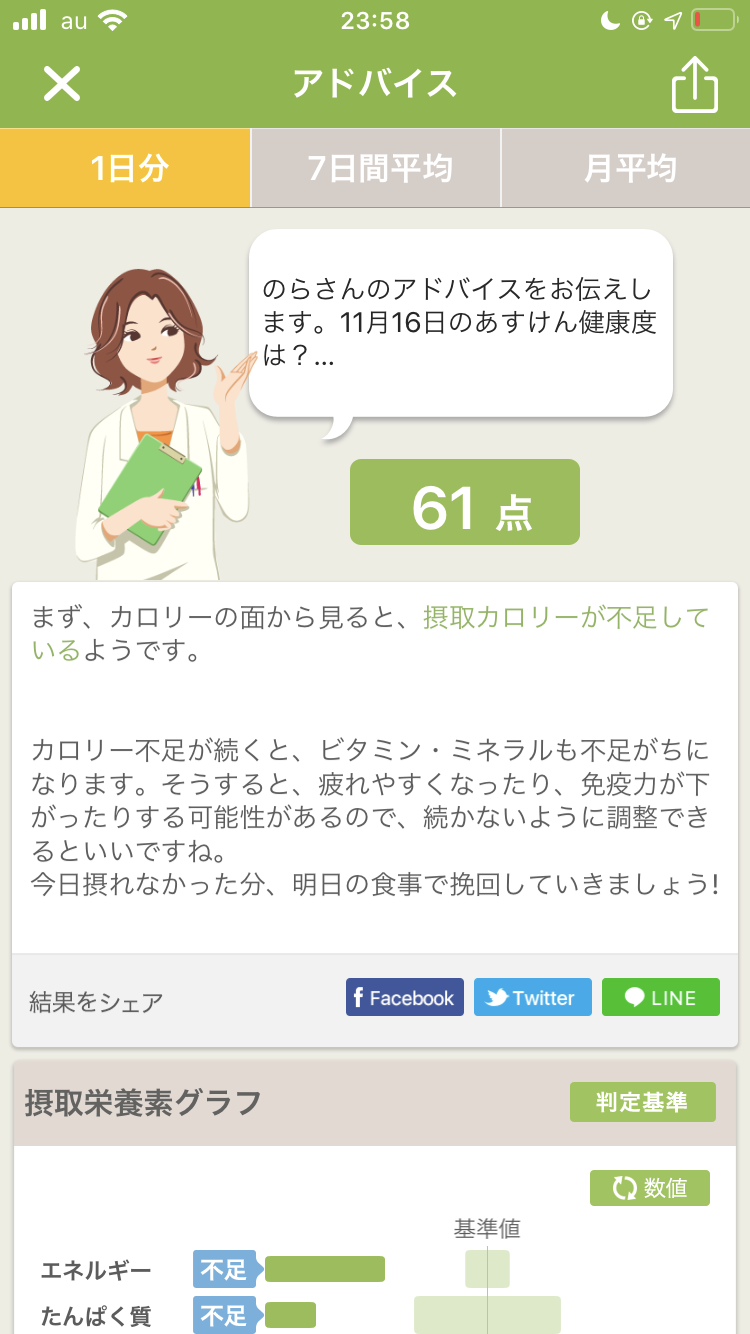 au 23:58
アドバイス
1日分 7日間平均 月平均
のらさんのアドバイスをお伝えし
ます。11月16日のあすけん健康度
は？...
61 点
まず、カロリーの面から見ると、摂取カロリーが不足して
いるようです。
カロリー不足が続くと、ビタミン・ミネラルも不足がちに
なります。そうすると、疲れやすくなったり、免疫力が下
がったりする可能性があるので、続かないように調整でき
るといいですね。
今日摂れなかった分、明日の食事で挽回していきましょう!
結果をシェア Facebook Twitter LINE
摂取栄養素グラフ 判定基準
数値
基準値
エネルギー 不足
たんぱく質 不足